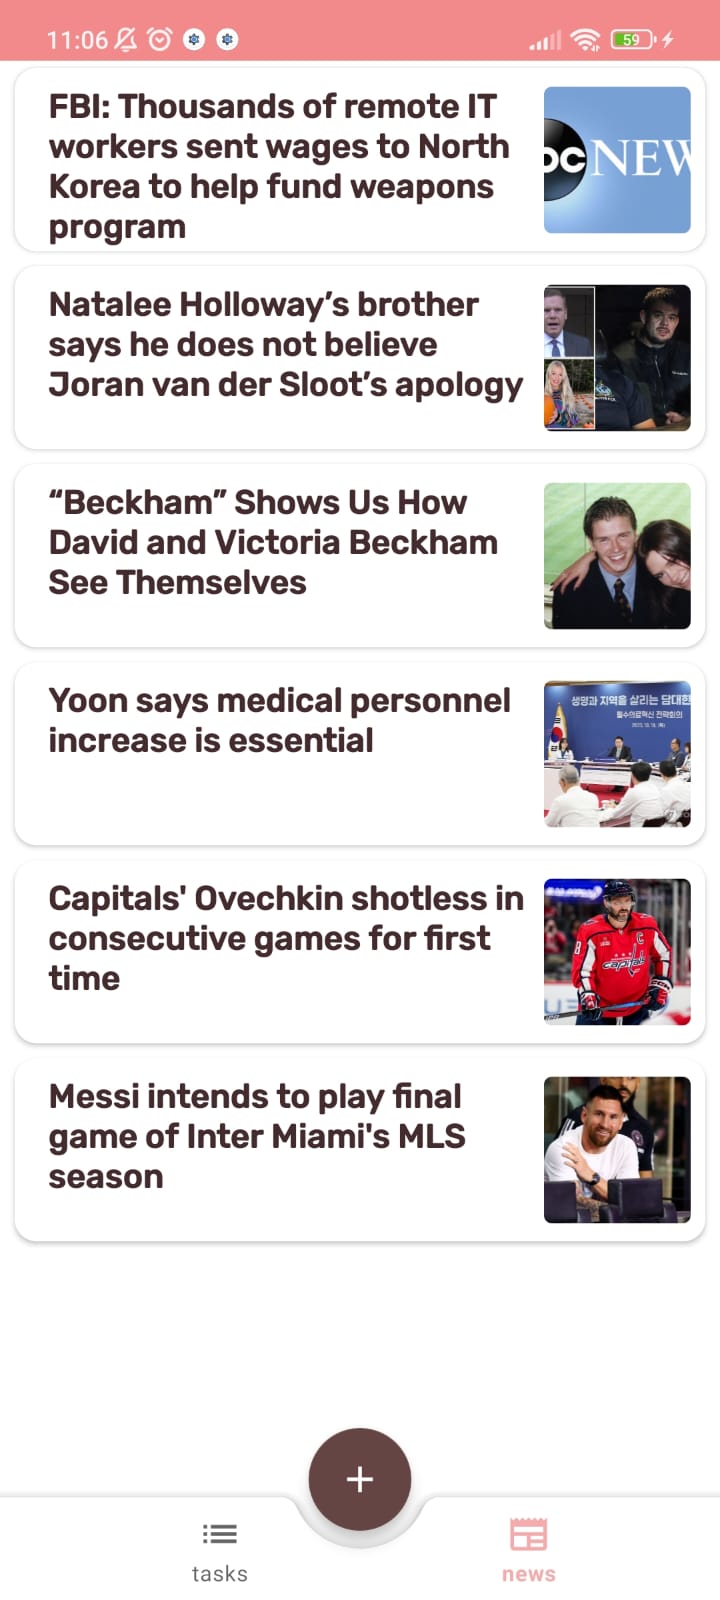 11:06
59
FBI: Thousands of remote IT
workers sent wages to North
Korea to help fund weapons
program
NEW
Natalee Holloway’s brother
says he does not believe
Joran van der Sloot’s apology
“Beckham” Shows Us How
David and Victoria Beckham
See Themselves
Yoon says medical personnel
increase is essential
생명과 지역을 살리는 담대한
필수의료혁신 전략회의
Capitals' Ovechkin shotless in
consecutive games for first
time
C
8
capitals
Messi intends to play final
game of Inter Miami's MLS
season
+
tasks
news